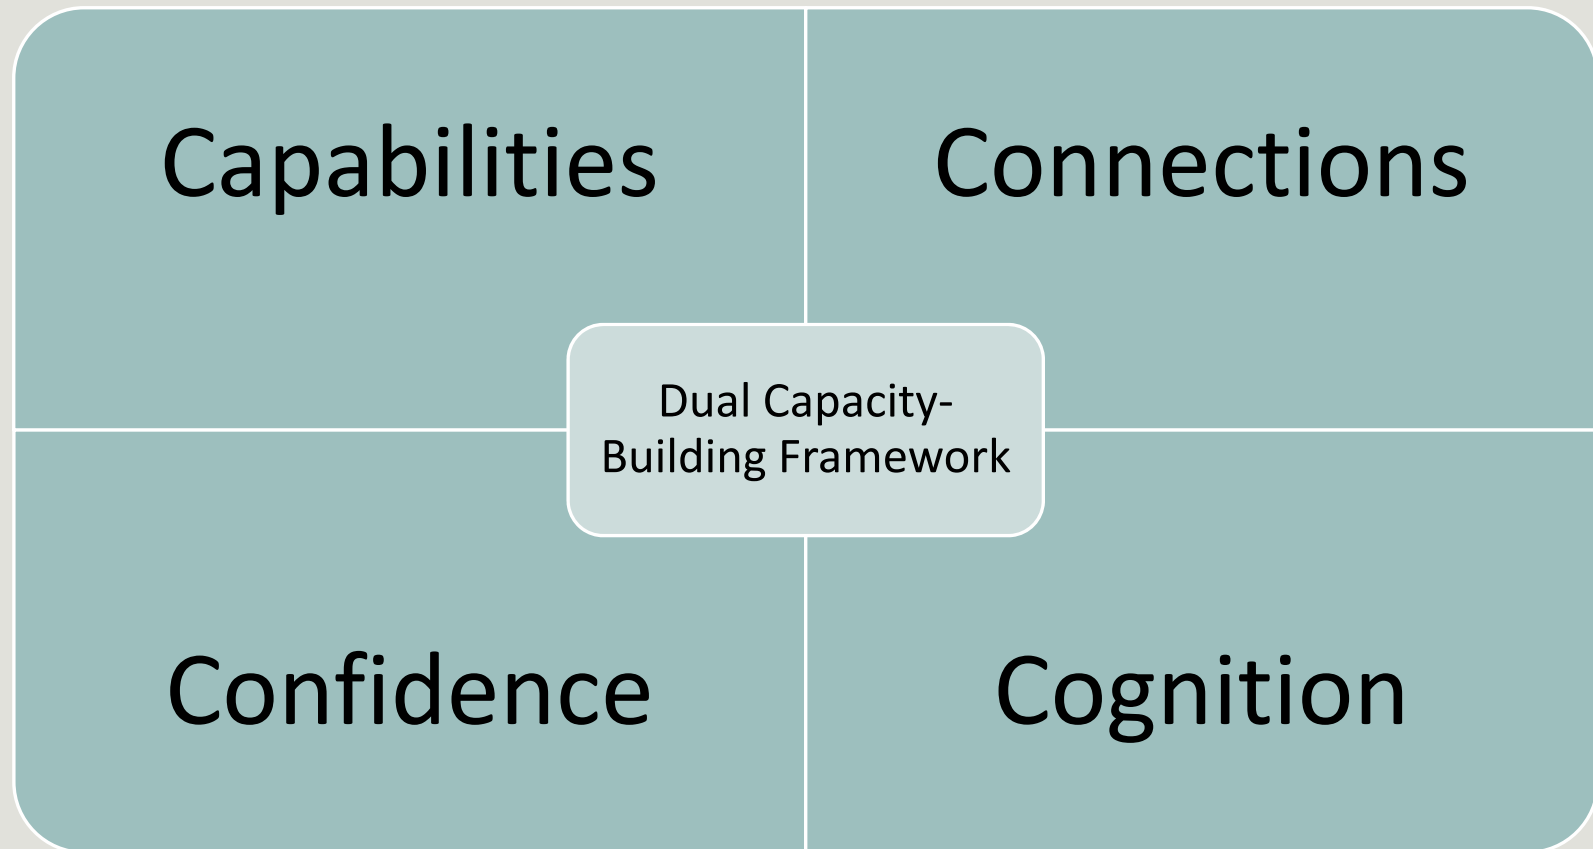 Capabilities
Connections
Dual Capacity-
Building Framework
Confidence
Cognition